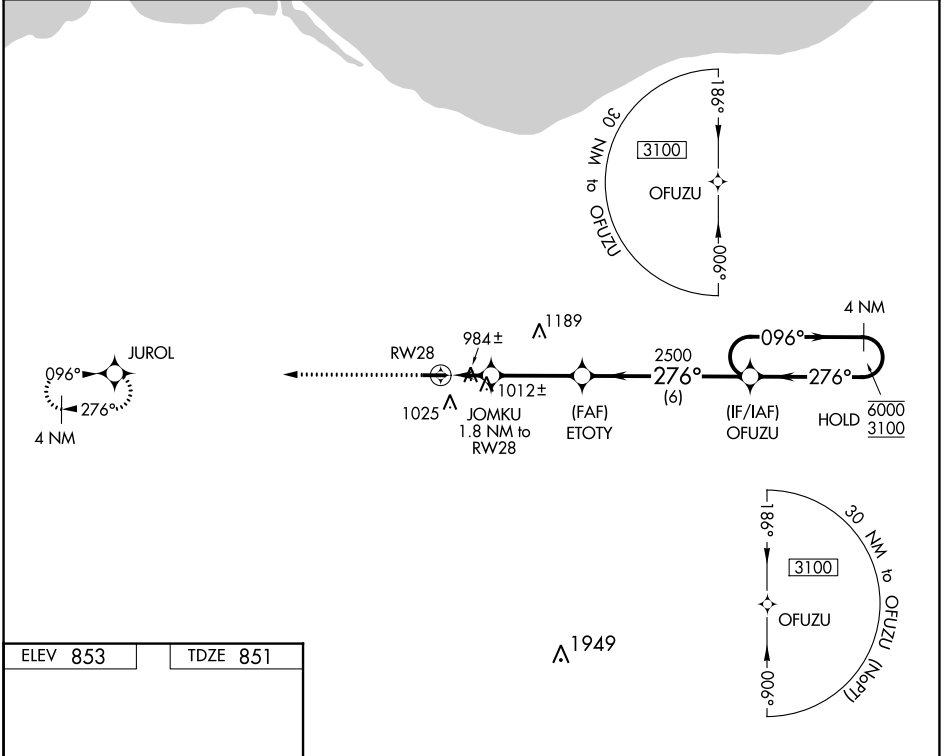 186°
30 NM to OFUZU
3100
OFUZU
006°
4 NM
1189
984±
096°
JUROL
RW28
2500
096°
276°
276°
276°
(6)
1012±
6000
3100
1025
JOMKU
1.8 NM to
RW28
(FAF)
ETOTY
(IF/IAF)
OFUZU
HOLD
4 NM
186°
30 NM to OFUZU (NoPT)
3100
OFUZU
006°
1949
ELEV 853
TDZE 851